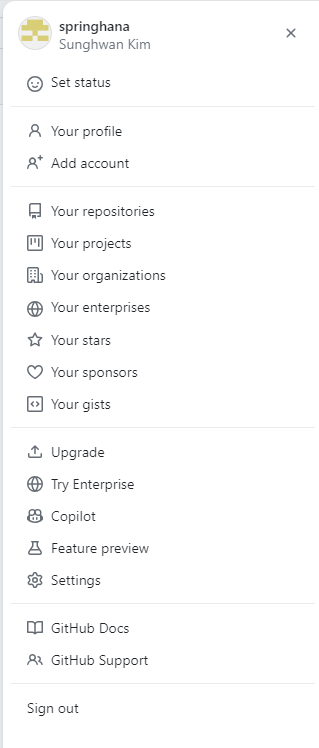 springhana
Sunghwan Kim
Set status
Your profile
Add account
Your repositories
Your projects
Your organizations
Your enterprises
Your stars
Your sponsors
Your gists
Upgrade
Try Enterprise
Copilot
Feature preview
Settings
GitHub Docs
GitHub Support
Sign out